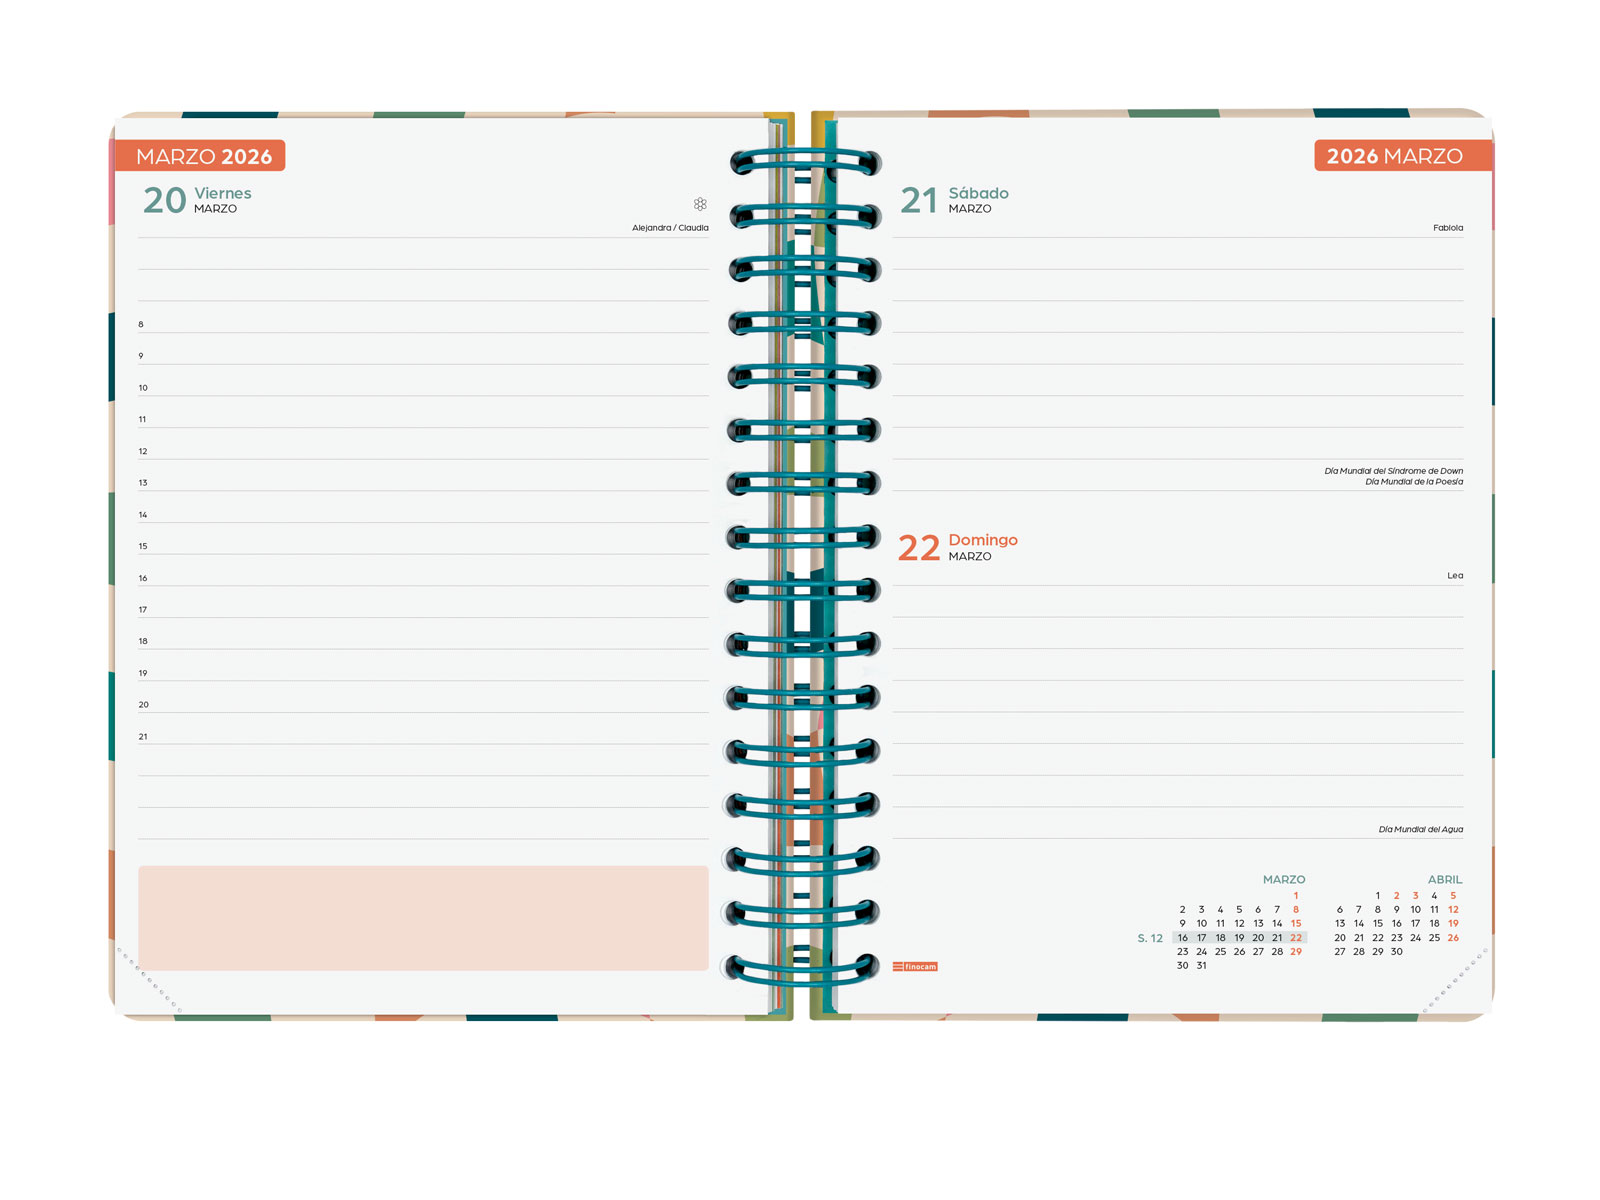 MARZO 2026
20 Viernes
MARZO
Alejandra / Claudia
8
9
10
11
12
13
14
15
16
17
18
19
20
21
2026 MARZO
21 Sábado
MARZO
Fabiola
Día Mundial del Síndrome de Down
Día Mundial de la Poesía
22 Domingo
MARZO
Lea
Día Mundial del Agua
MARZO
1
2 3 4 5 6 7 8
9 10 11 12 13 14 15
S. 12 16 17 18 19 20 21 22
23 24 25 26 27 28 29
30 31
ABRIL
1 2 3 4 5
6 7 8 9 10 11 12
13 14 15 16 17 18 19
20 21 22 23 24 25 26
27 28 29 30
finocam